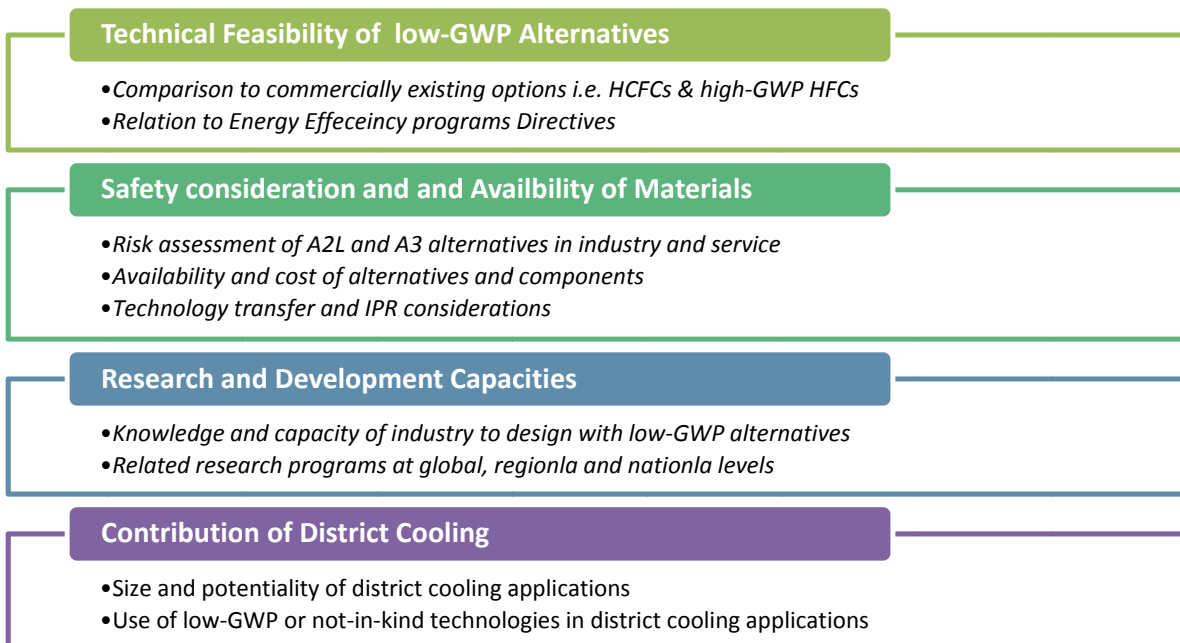 Technical Feasibility of low-GWP Alternatives
•Comparison to commercially existing options i.e. HCFCs & high-GWP HFCs
•Relation to Energy Effeceincy programs Directives
Safety consideration and and Availbility of Materials
•Risk assessment of A2L and A3 alternatives in industry and service
•Availability and cost of alternatives and components
•Technology transfer and IPR considerations
Research and Development Capacities
•Knowledge and capacity of industry to design with low-GWP alternatives
•Related research programs at global, regionla and nationla levels
Contribution of District Cooling
•Size and potentiality of district cooling applications
•Use of low-GWP or not-in-kind technologies in district cooling applications